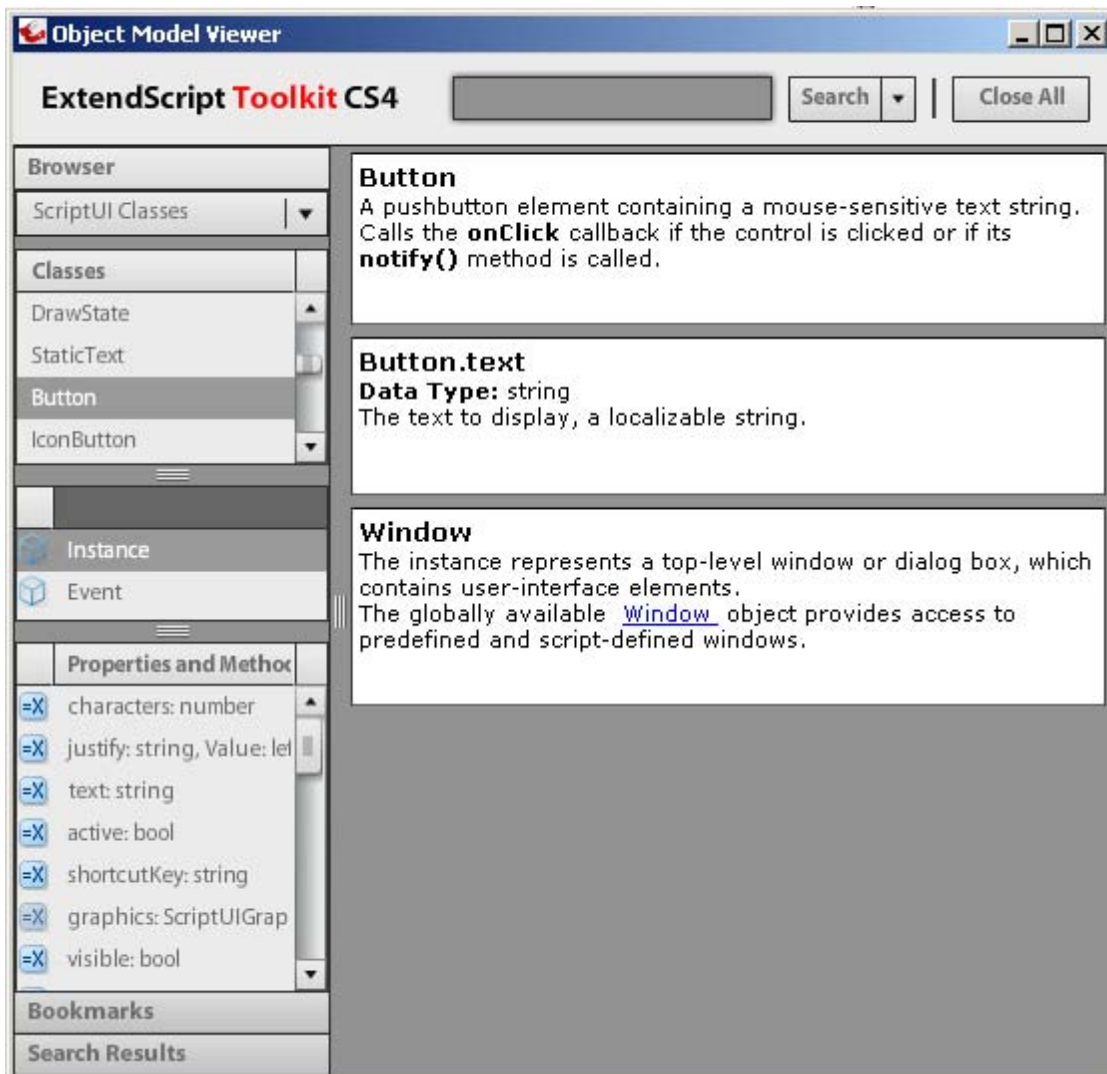 Object Model Viewer
ExtendScript Toolkit CS4
Search
Close All
Browser
ScriptUI Classes
Classes
DrawState
StaticText
Button
IconButton
Instance
Event
Properties and Method
=X characters: number
=X justify: string, Value: lef
=X text: string
=X active: bool
=X shortcutKey: string
=X graphics: ScriptUIGrap
=X visible: bool
Bookmarks
Search Results
Button
A pushbutton element containing a mouse-sensitive text string.
Calls the onClick callback if the control is clicked or if its
notify() method is called.
Button.text
Data Type: string
The text to display, a localizable string.
Window
The instance represents a top-level window or dialog box, which
contains user-interface elements.
The globally available Window object provides access to
predefined and script-defined windows.